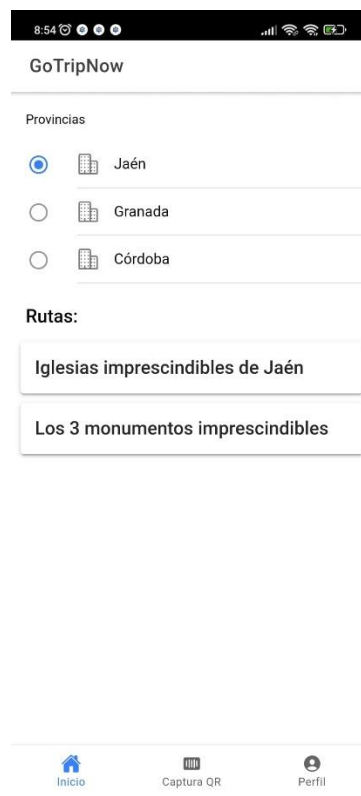 8:54
GoTripNow
Provincias
Jaén
Granada
Córdoba
Rutas:
Iglesias imprescindibles de Jaén
Los 3 monumentos imprescindibles
Inicio
Captura QR
Perfil